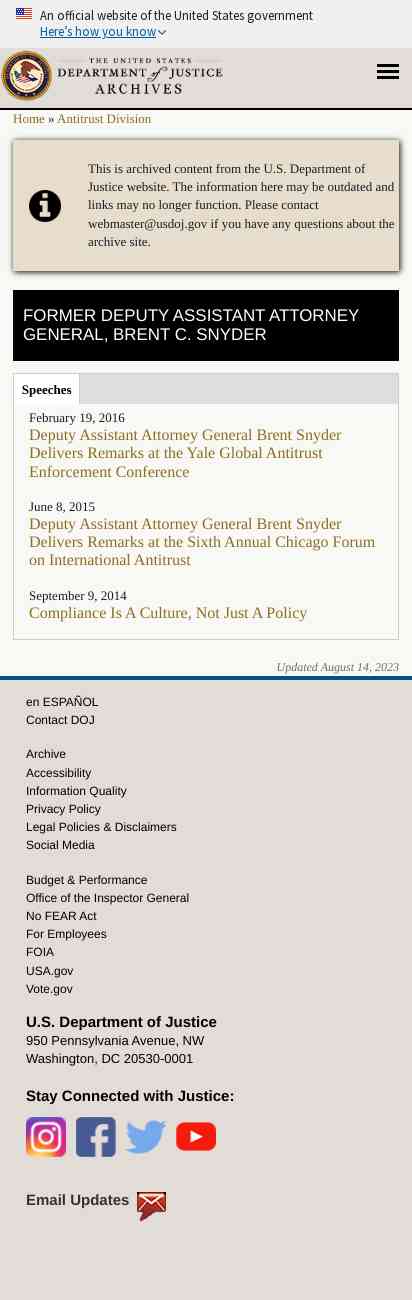 An official website of the United States government
Here's how you know
THE UNITED STATES
DEPARTMENT of JUSTICE
ARCHIVES
Home » Antitrust Division
This is archived content from the U.S. Department of
Justice website. The information here may be outdated and
links may no longer function. Please contact
webmaster@usdoj.gov if you have any questions about the
archive site.
FORMER DEPUTY ASSISTANT ATTORNEY
GENERAL, BRENT C. SNYDER
Speeches
February 19, 2016
Deputy Assistant Attorney General Brent Snyder
Delivers Remarks at the Yale Global Antitrust
Enforcement Conference
June 8, 2015
Deputy Assistant Attorney General Brent Snyder
Delivers Remarks at the Sixth Annual Chicago Forum
on International Antitrust
September 9, 2014
Compliance Is A Culture, Not Just A Policy
Updated August 14, 2023
en ESPAÑOL
Contact DOJ
Archive
Accessibility
Information Quality
Privacy Policy
Legal Policies & Disclaimers
Social Media
Budget & Performance
Office of the Inspector General
No FEAR Act
For Employees
FOIA
USA.gov
Vote.gov
U.S. Department of Justice
950 Pennsylvania Avenue, NW
Washington, DC 20530-0001
Stay Connected with Justice:
Email Updates